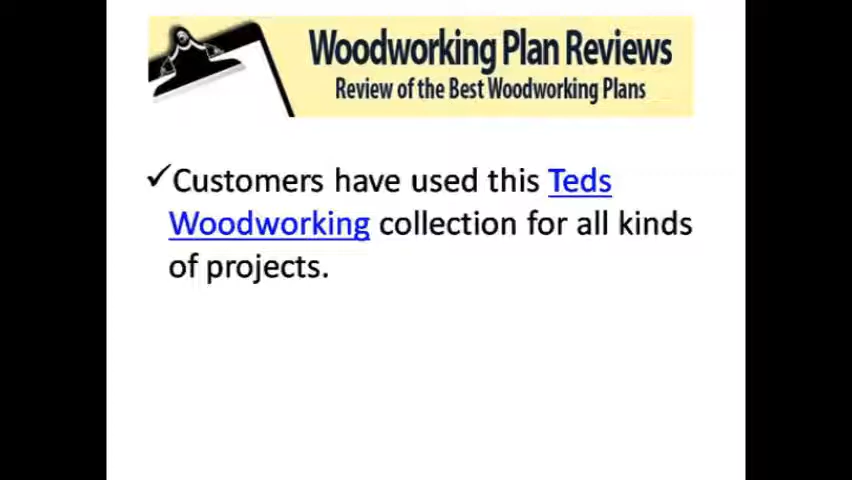 Woodworking Plan Reviews
Review of the Best Woodworking Plans
✓Customers have used this Teds
Woodworking collection for all kinds
of projects.